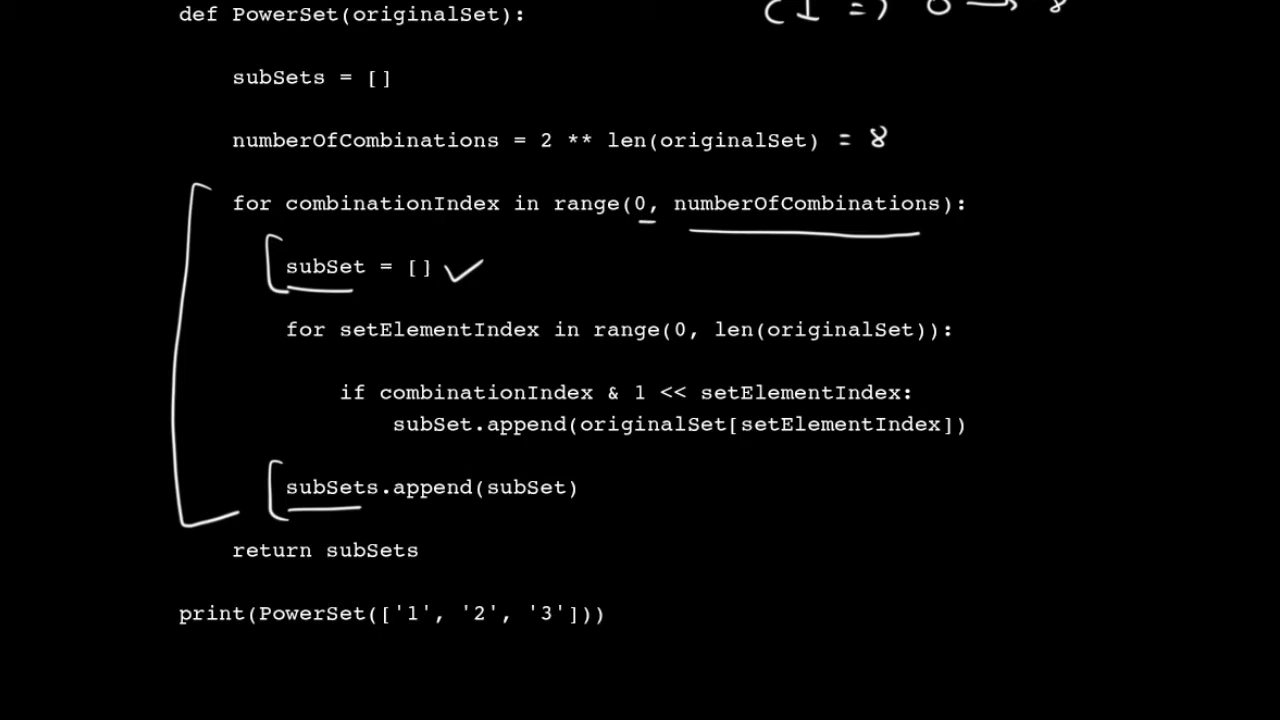 def PowerSet(originalSet):
(I => 0 → 8
subSets = []
numberOfCombinations = 2 ** len(originalSet) = 8
for combinationIndex in range(0, numberOfCombinations):
subSet = [] ✓
for setElementIndex in range(0, len(originalSet)):
if combinationIndex & 1 << setElementIndex:
subSet.append(originalSet[setElementIndex])
subSets.append(subSet)
return subSets
print(PowerSet(['1', '2', '3']))